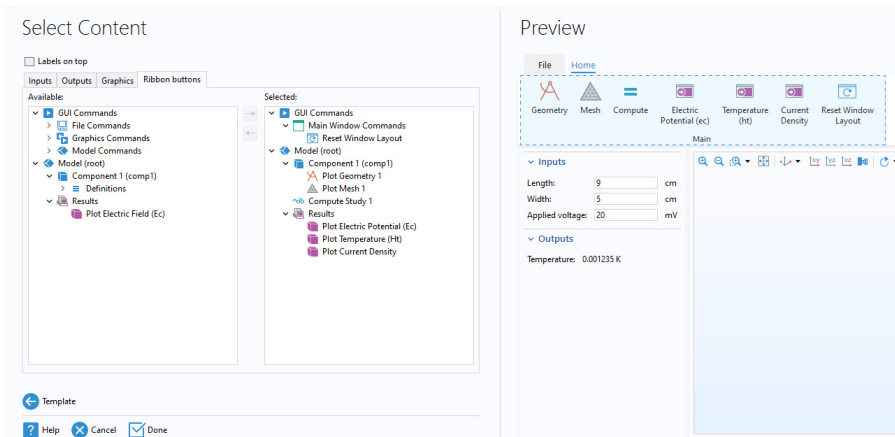 Select Content
Labels on top
Inputs Outputs Graphics Ribbon buttons
Available:
GUI Commands
File Commands
Graphics Commands
Model Commands
Model (root)
Component 1 (comp1)
Definitions
Results
Plot Electric Field (Ec)
Selected:
GUI Commands
Main Window Commands
Reset Window Layout
Model (root)
Component 1 (comp1)
Plot Geometry 1
Plot Mesh 1
Compute Study 1
Results
Plot Electric Potential (Ec)
Plot Temperature (Ht)
Plot Current Density
Template
Help Cancel Done
Preview
File Home
Geometry Mesh Compute Electric Temperature Current Reset Window
Potential (ec) (ht) Density Layout
Main
Inputs
Length: 9 cm
Width: 5 cm
Applied voltage: 20 mV
Outputs
Temperature: 0.001235 K
xy yz xz